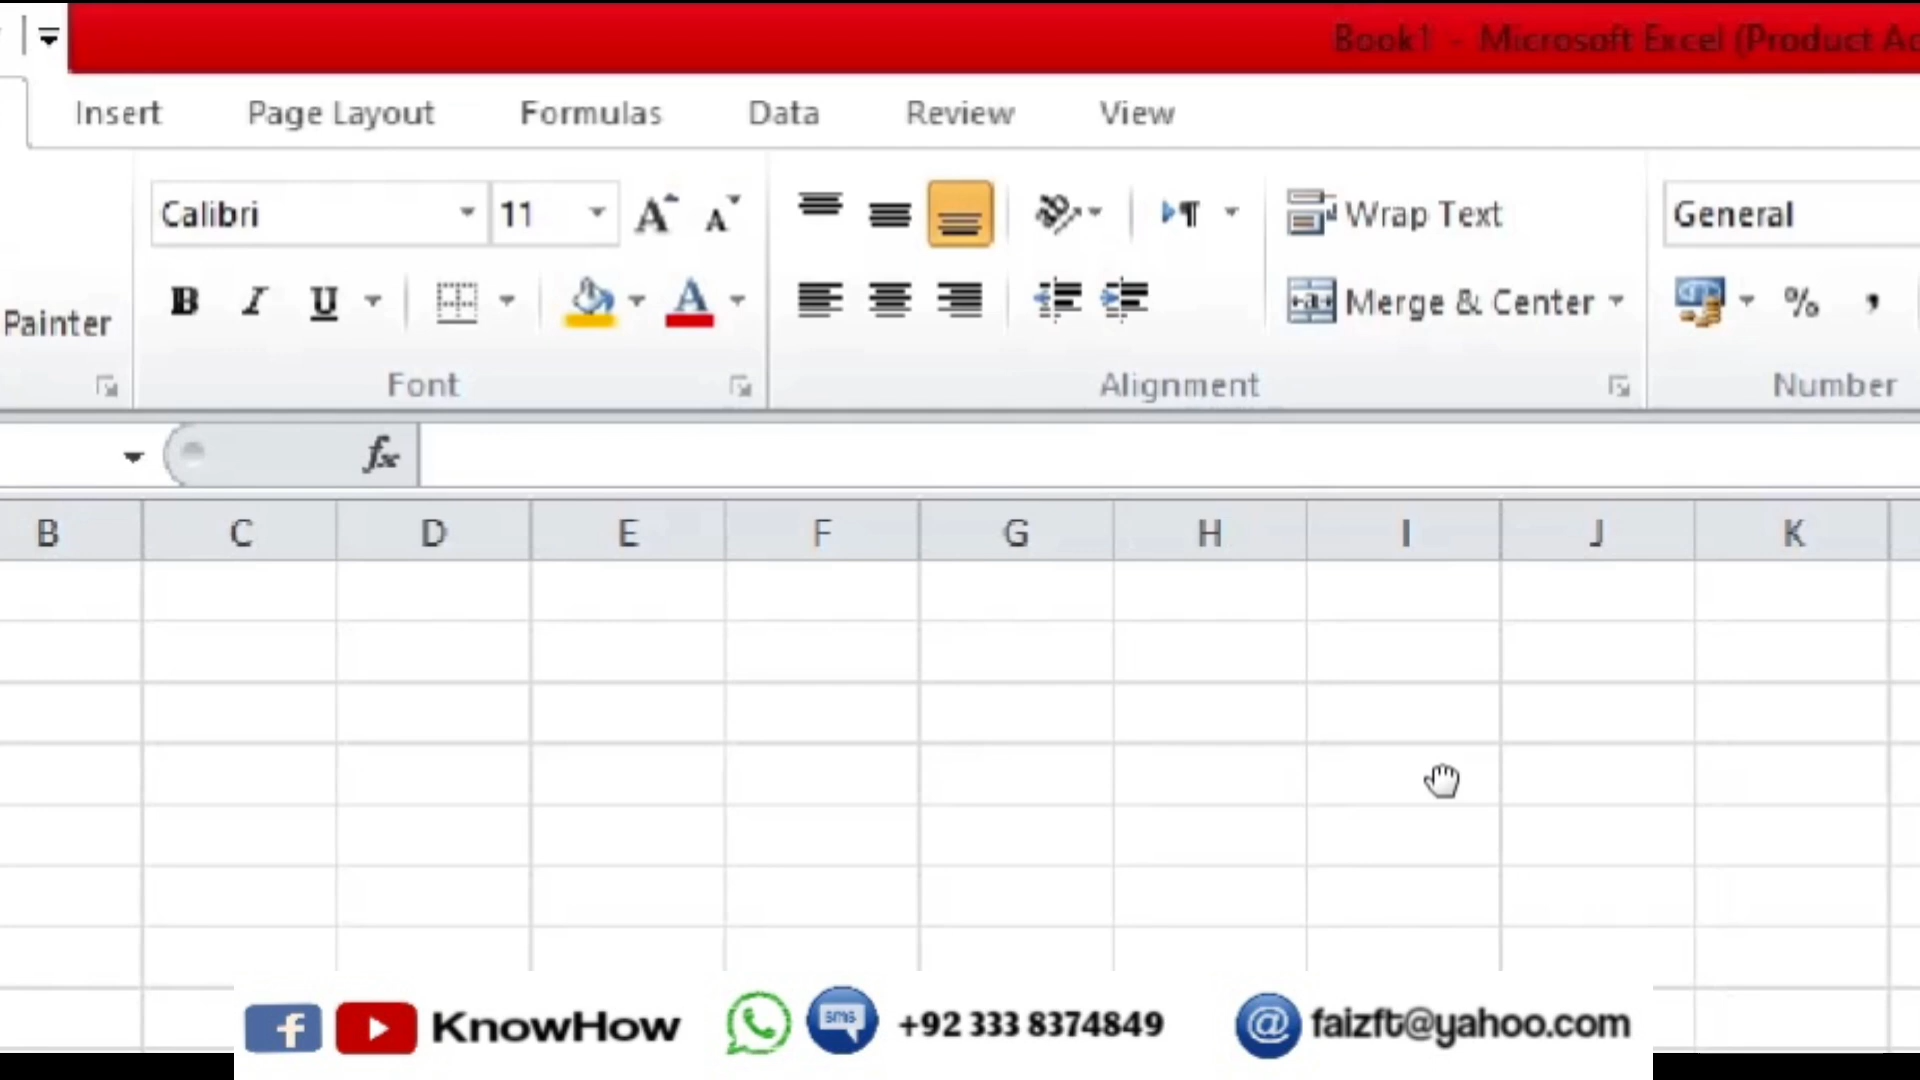 Book1 - Microsoft Excel (Product Ac
Insert Page Layout Formulas Data Review View
Calibri 11 A A Wrap Text General
Painter B I U A Merge & Center % ,
Font Alignment Number
fx
B C D E F G H I J K
f KnowHow sms +92 333 8374849 @ faizft@yahoo.com